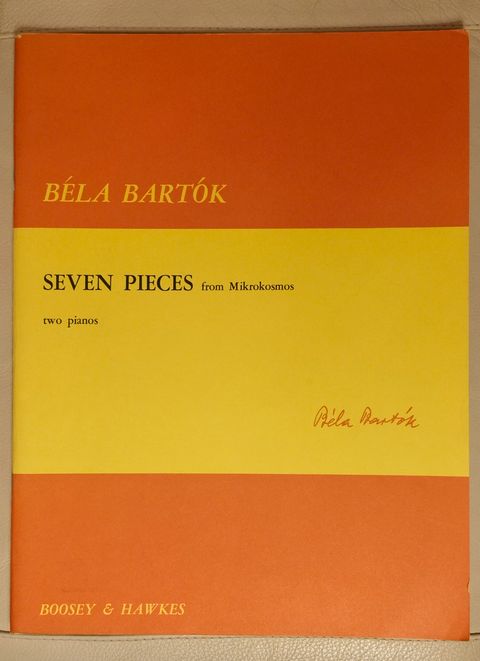 BÉLA BARTÓK
SEVEN PIECES from Mikrokosmos
two pianos
Béla Bartók
BOOSEY & HAWKES